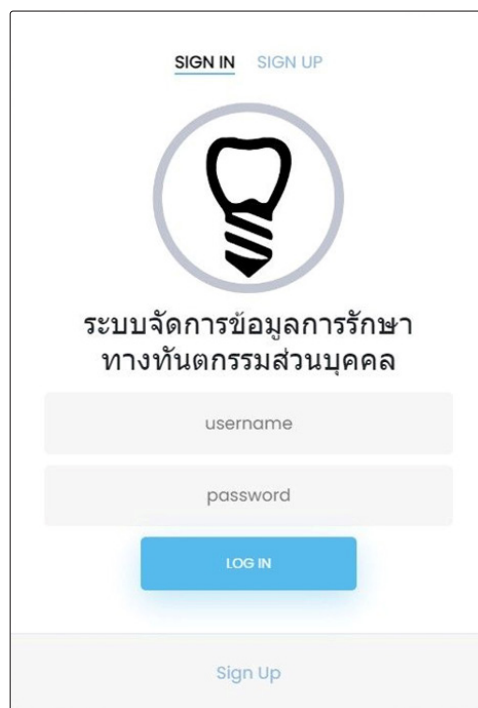 SIGN IN SIGN UP
ระบบจัดการข้อมูลการรักษา
ทางทันตกรรมส่วนบุคคล
username
password
LOG IN
Sign Up